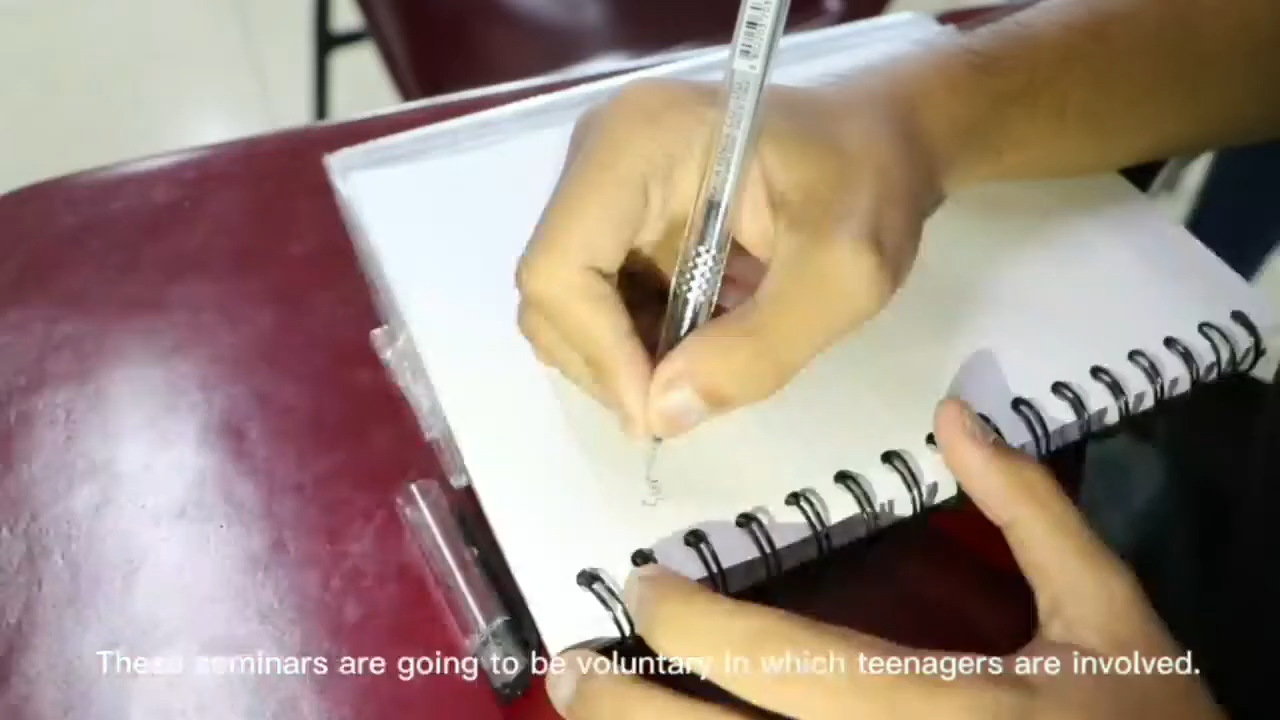 These seminars are going to be voluntary in which teenagers are involved.